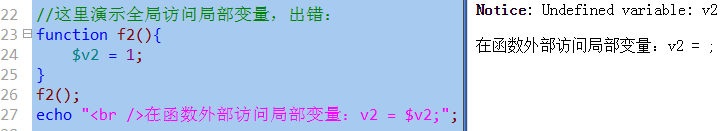 22 //这里演示全局访问局部变量，出错：
23 function f2(){
24 $v2 = 1;
25 }
26 f2();
27 echo "<br />在函数外部访问局部变量：v2 = $v2;";
Notice: Undefined variable: v2
在函数外部访问局部变量：v2 = ;